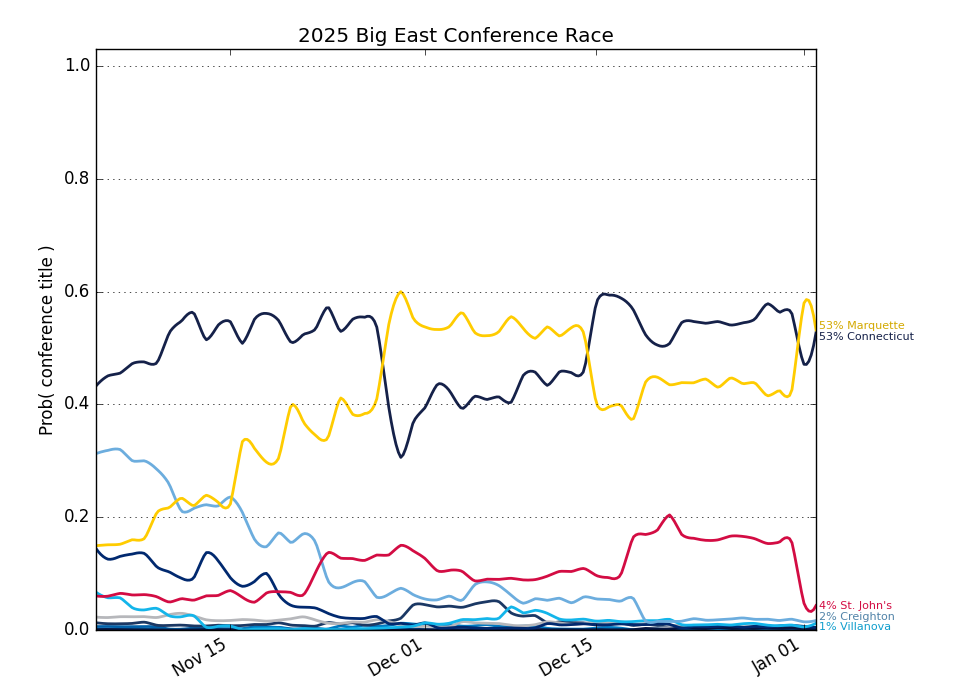 2025 Big East Conference Race
Prob( conference title )
1.0
0.8
0.6
0.4
0.2
0.0
Nov 15
Dec 01
Dec 15
Jan 01
53% Marquette
53% Connecticut
4% St. John's
2% Creighton
1% Villanova